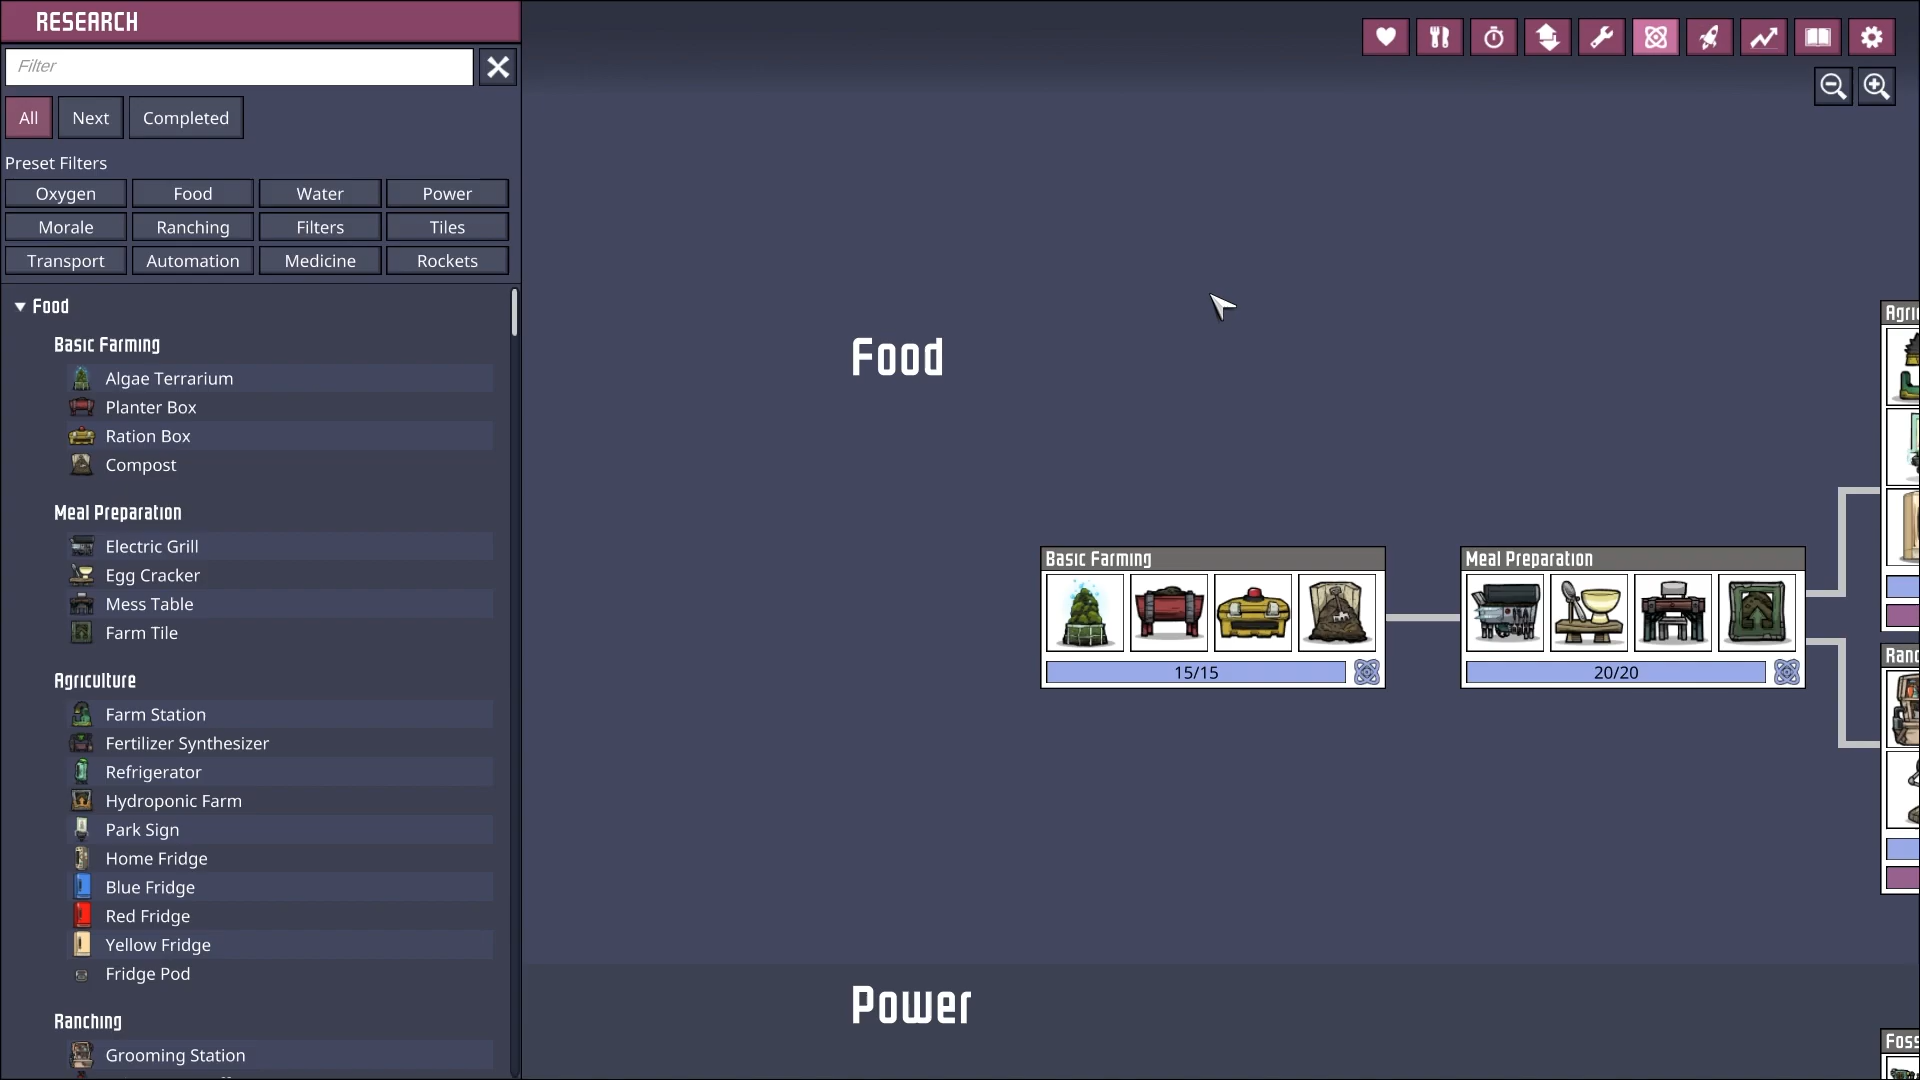 RESEARCH
Filter
All
Next
Completed
Preset Filters
Oxygen
Food
Water
Power
Morale
Ranching
Filters
Tiles
Transport
Automation
Medicine
Rockets
Food
Basic Farming
Algae Terrarium
Planter Box
Ration Box
Compost
Meal Preparation
Electric Grill
Egg Cracker
Mess Table
Farm Tile
Agriculture
Farm Station
Fertilizer Synthesizer
Refrigerator
Hydroponic Farm
Park Sign
Home Fridge
Blue Fridge
Red Fridge
Yellow Fridge
Fridge Pod
Ranching
Grooming Station
Food
Basic Farming
15/15
Meal Preparation
20/20
Agri
Ranc
Power
Foss